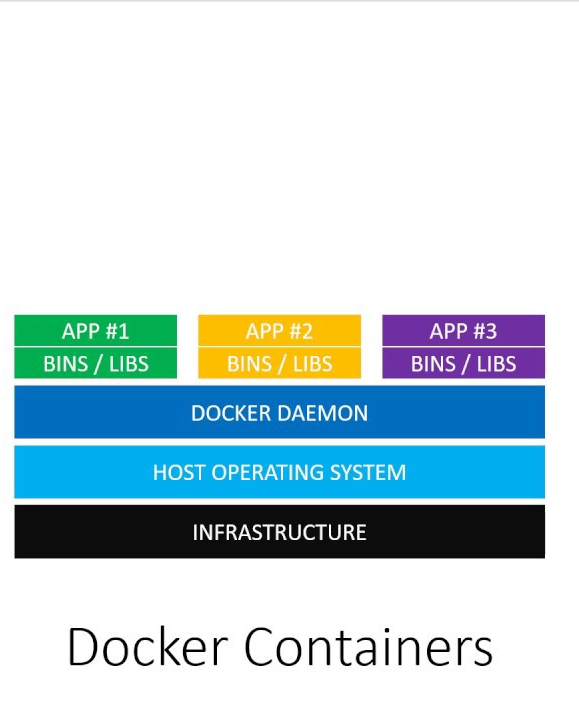 APP #1
APP #2
APP #3
BINS / LIBS
BINS / LIBS
BINS / LIBS
DOCKER DAEMON
HOST OPERATING SYSTEM
INFRASTRUCTURE
Docker Containers